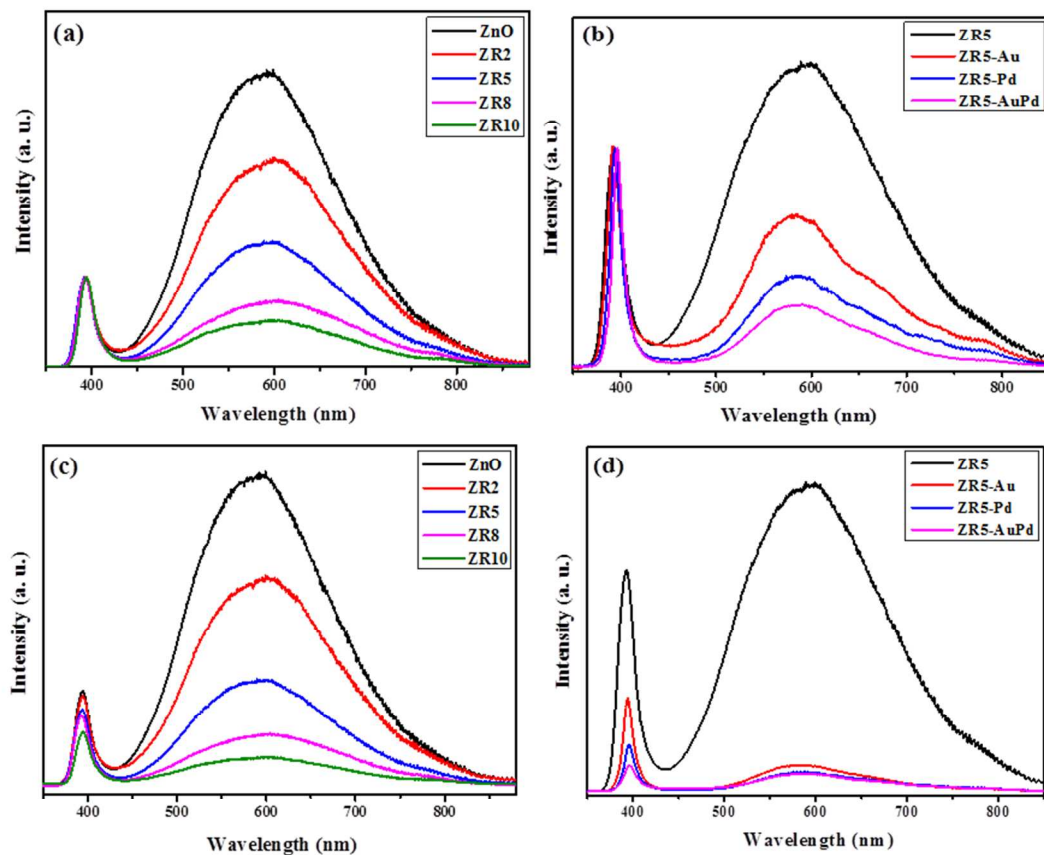 (a)
ZnO
ZR2
ZR5
ZR8
ZR10
Intensity (a. u.)
400 500 600 700 800
Wavelength (nm)
(b)
ZR5
ZR5-Au
ZR5-Pd
ZR5-AuPd
Intensity (a. u.)
400 500 600 700 800
Wavelength (nm)
(c)
ZnO
ZR2
ZR5
ZR8
ZR10
Intensity (a. u.)
400 500 600 700 800
Wavelength (nm)
(d)
ZR5
ZR5-Au
ZR5-Pd
ZR5-AuPd
Intensity (a. u.)
400 500 600 700 800
Wavelength (nm)